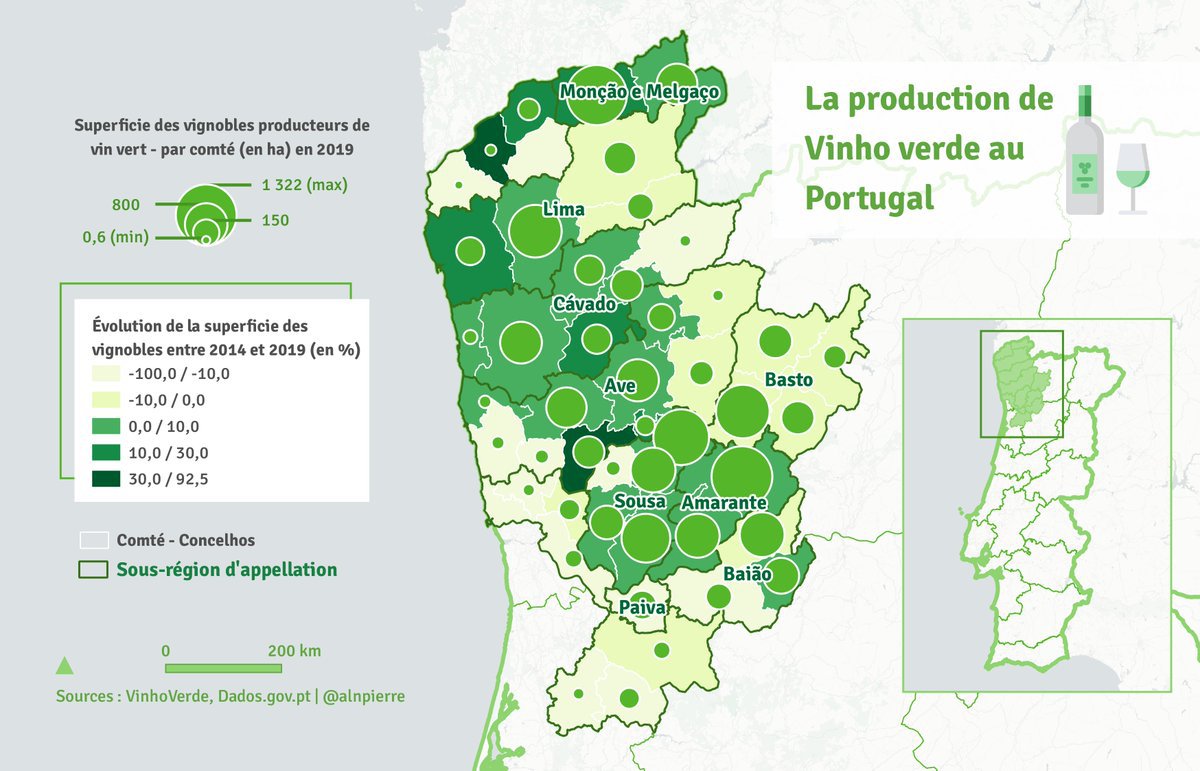 La production de
Vinho verde au
Portugal
Superficie des vignobles producteurs de
vin vert - par comté (en ha) en 2019
1 322 (max)
800
150
0,6 (min)
Évolution de la superficie des
vignobles entre 2014 et 2019 (en %)
-100,0 / -10,0
-10,0 / 0,0
0,0 / 10,0
10,0 / 30,0
30,0 / 92,5
Comté - Concelhos
Sous-région d'appellation
0 200 km
Sources : VinhoVerde, Dados.gov.pt | @alnpierre
Monção e Melgaço
Lima
Cávado
Ave
Basto
Sousa
Amarante
Baião
Paiva